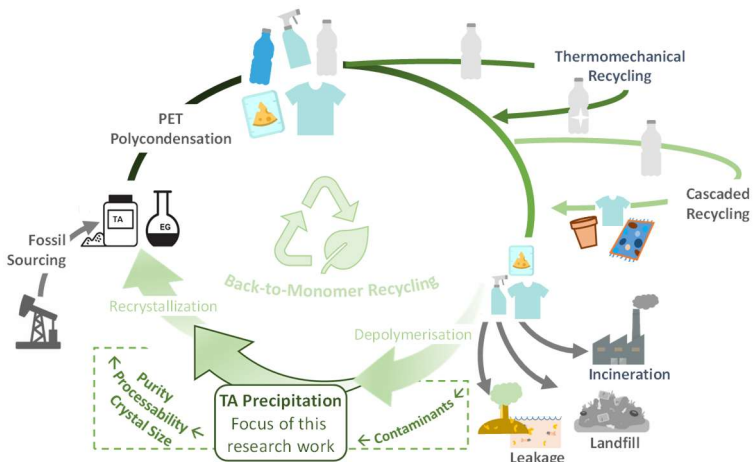 Thermomechanical
Recycling
PET
Polycondensation
TA
EG
Cascaded
Recycling
Fossil
Sourcing
Back-to-Monomer Recycling
Recrystallization
Depolymerisation
Incineration
Purity
Processability
Crystal Size
TA Precipitation
Focus of this
research work
Contaminants
Leakage
Landfill